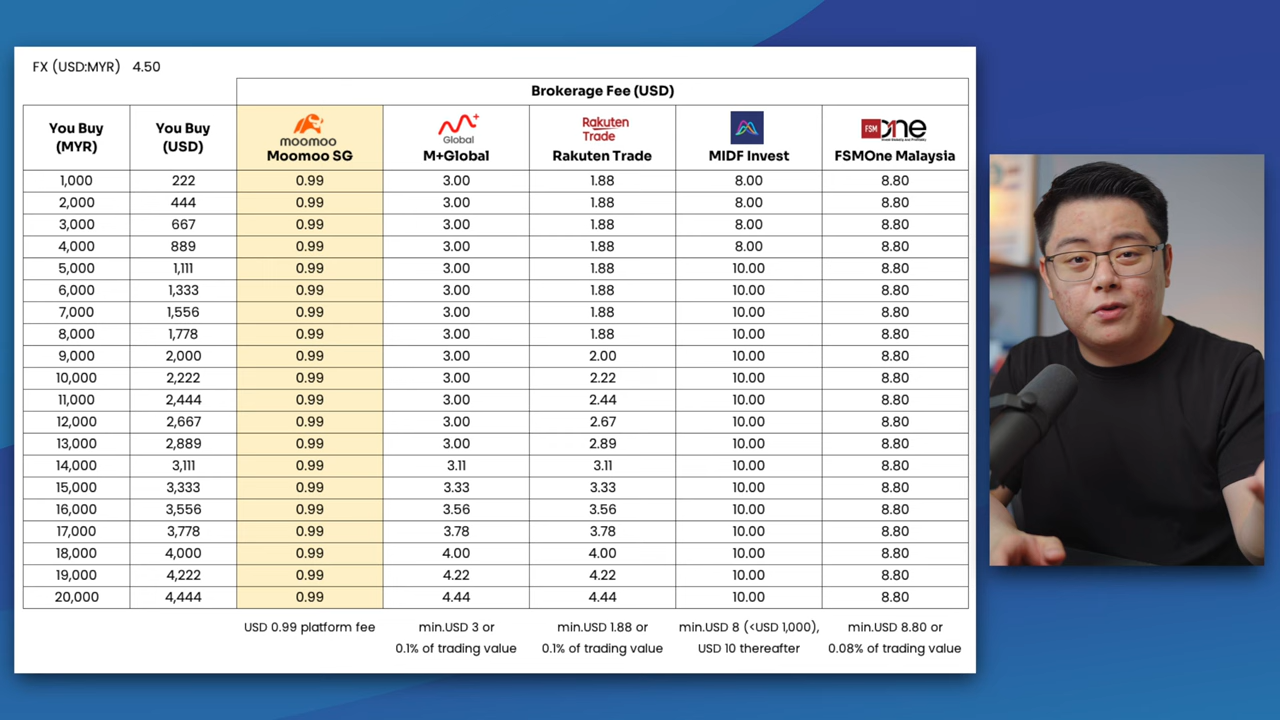 FX (USD:MYR) 4.50
Brokerage Fee (USD)
You Buy (MYR) You Buy (USD) moomoo Moomoo SG Global M+Global Rakuten Trade Rakuten Trade MIDF Invest FSM one FSMOne Malaysia
1,000 222 0.99 3.00 1.88 8.00 8.80
2,000 444 0.99 3.00 1.88 8.00 8.80
3,000 667 0.99 3.00 1.88 8.00 8.80
4,000 889 0.99 3.00 1.88 8.00 8.80
5,000 1,111 0.99 3.00 1.88 10.00 8.80
6,000 1,333 0.99 3.00 1.88 10.00 8.80
7,000 1,556 0.99 3.00 1.88 10.00 8.80
8,000 1,778 0.99 3.00 1.88 10.00 8.80
9,000 2,000 0.99 3.00 2.00 10.00 8.80
10,000 2,222 0.99 3.00 2.22 10.00 8.80
11,000 2,444 0.99 3.00 2.44 10.00 8.80
12,000 2,667 0.99 3.00 2.67 10.00 8.80
13,000 2,889 0.99 3.00 2.89 10.00 8.80
14,000 3,111 0.99 3.11 3.11 10.00 8.80
15,000 3,333 0.99 3.33 3.33 10.00 8.80
16,000 3,556 0.99 3.56 3.56 10.00 8.80
17,000 3,778 0.99 3.78 3.78 10.00 8.80
18,000 4,000 0.99 4.00 4.00 10.00 8.80
19,000 4,222 0.99 4.22 4.22 10.00 8.80
20,000 4,444 0.99 4.44 4.44 10.00 8.80
USD 0.99 platform fee min.USD 3 or min.USD 1.88 or min.USD 8 (<USD 1,000), min.USD 8.80 or
0.1% of trading value 0.1% of trading value USD 10 thereafter 0.08% of trading value